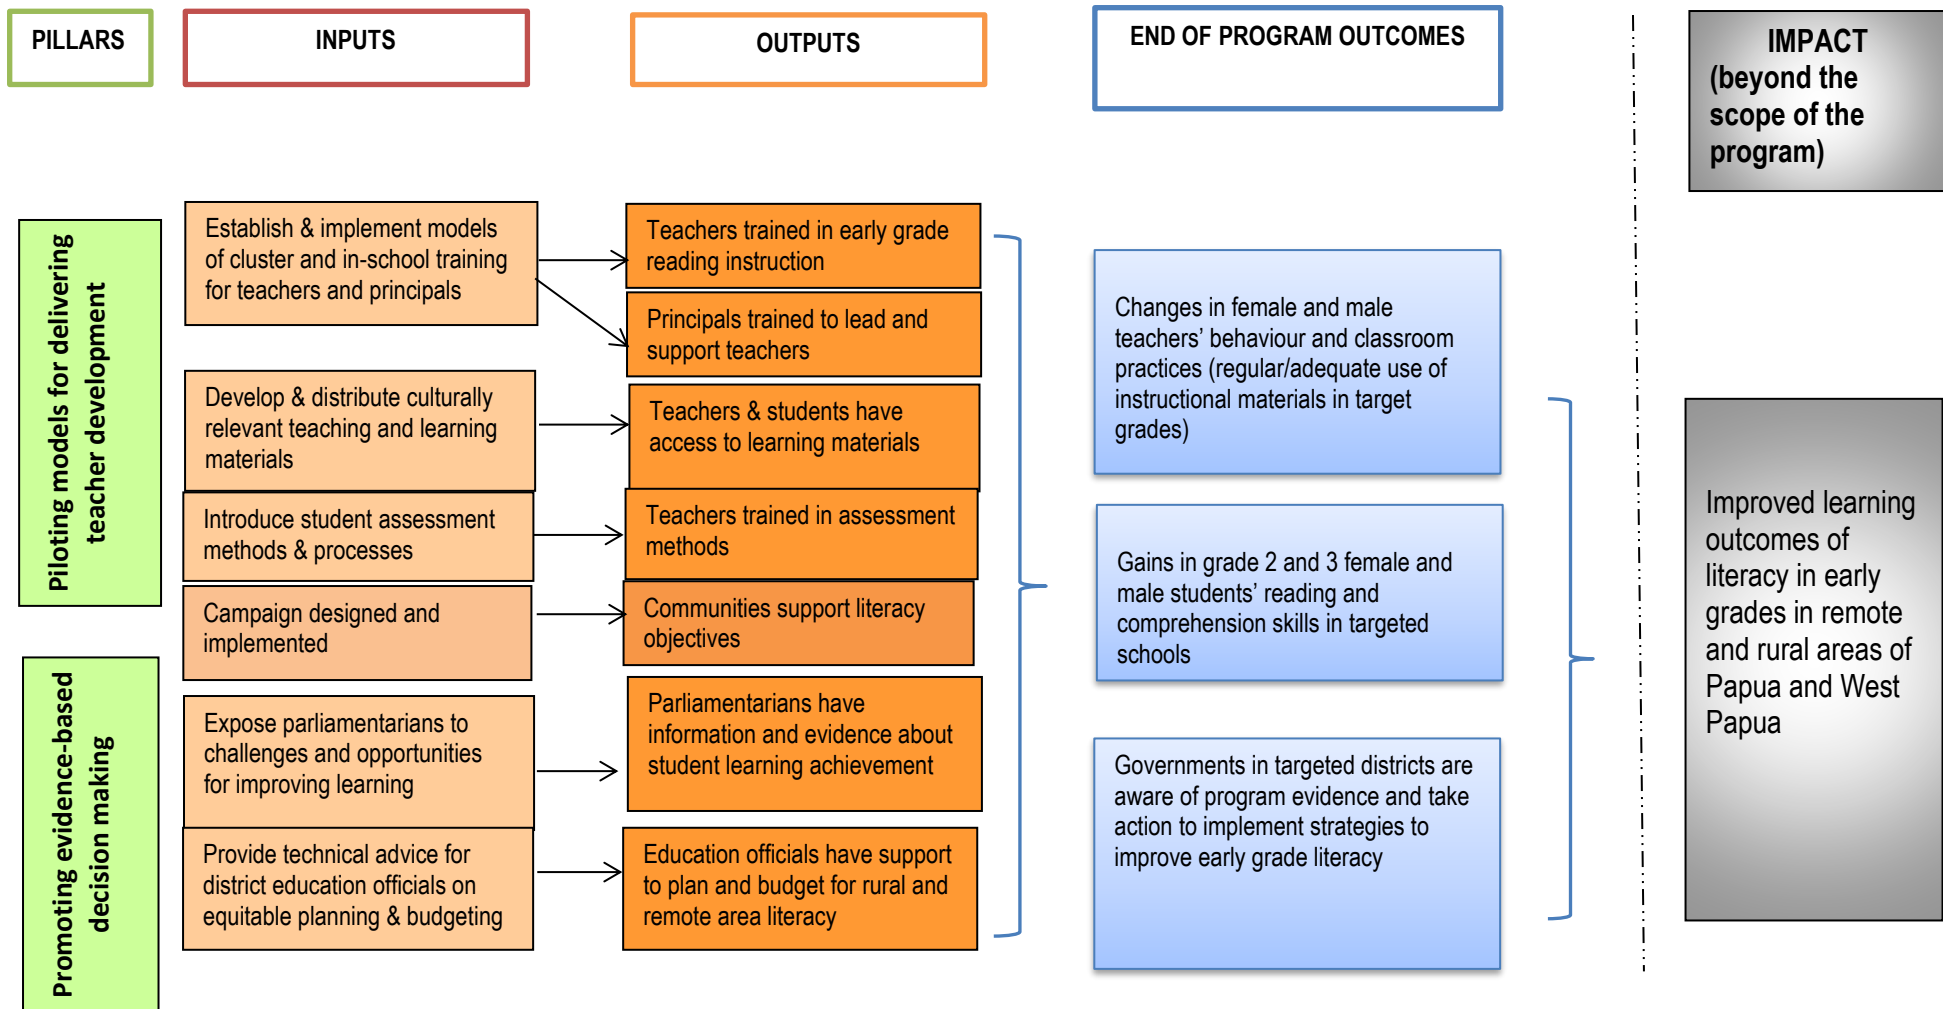 PILLARS
INPUTS
OUTPUTS
END OF PROGRAM OUTCOMES
IMPACT
(beyond the
scope of the
program)
Piloting models for delivering
teacher development
Establish & implement models
of cluster and in-school training
for teachers and principals
Teachers trained in early grade
reading instruction
Principals trained to lead and
support teachers
Develop & distribute culturally
relevant teaching and learning
materials
Teachers & students have
access to learning materials
Introduce student assessment
methods & processes
Teachers trained in assessment
methods
Campaign designed and
implemented
Communities support literacy
objectives
Promoting evidence-based
decision making
Expose parliamentarians to
challenges and opportunities
for improving learning
Parliamentarians have
information and evidence about
student learning achievement
Provide technical advice for
district education officials on
equitable planning & budgeting
Education officials have support
to plan and budget for rural and
remote area literacy
Changes in female and male
teachers’ behaviour and classroom
practices (regular/adequate use of
instructional materials in target
grades)
Gains in grade 2 and 3 female and
male students’ reading and
comprehension skills in targeted
schools
Governments in targeted districts are
aware of program evidence and take
action to implement strategies to
improve early grade literacy
Improved learning
outcomes of
literacy in early
grades in remote
and rural areas of
Papua and West
Papua